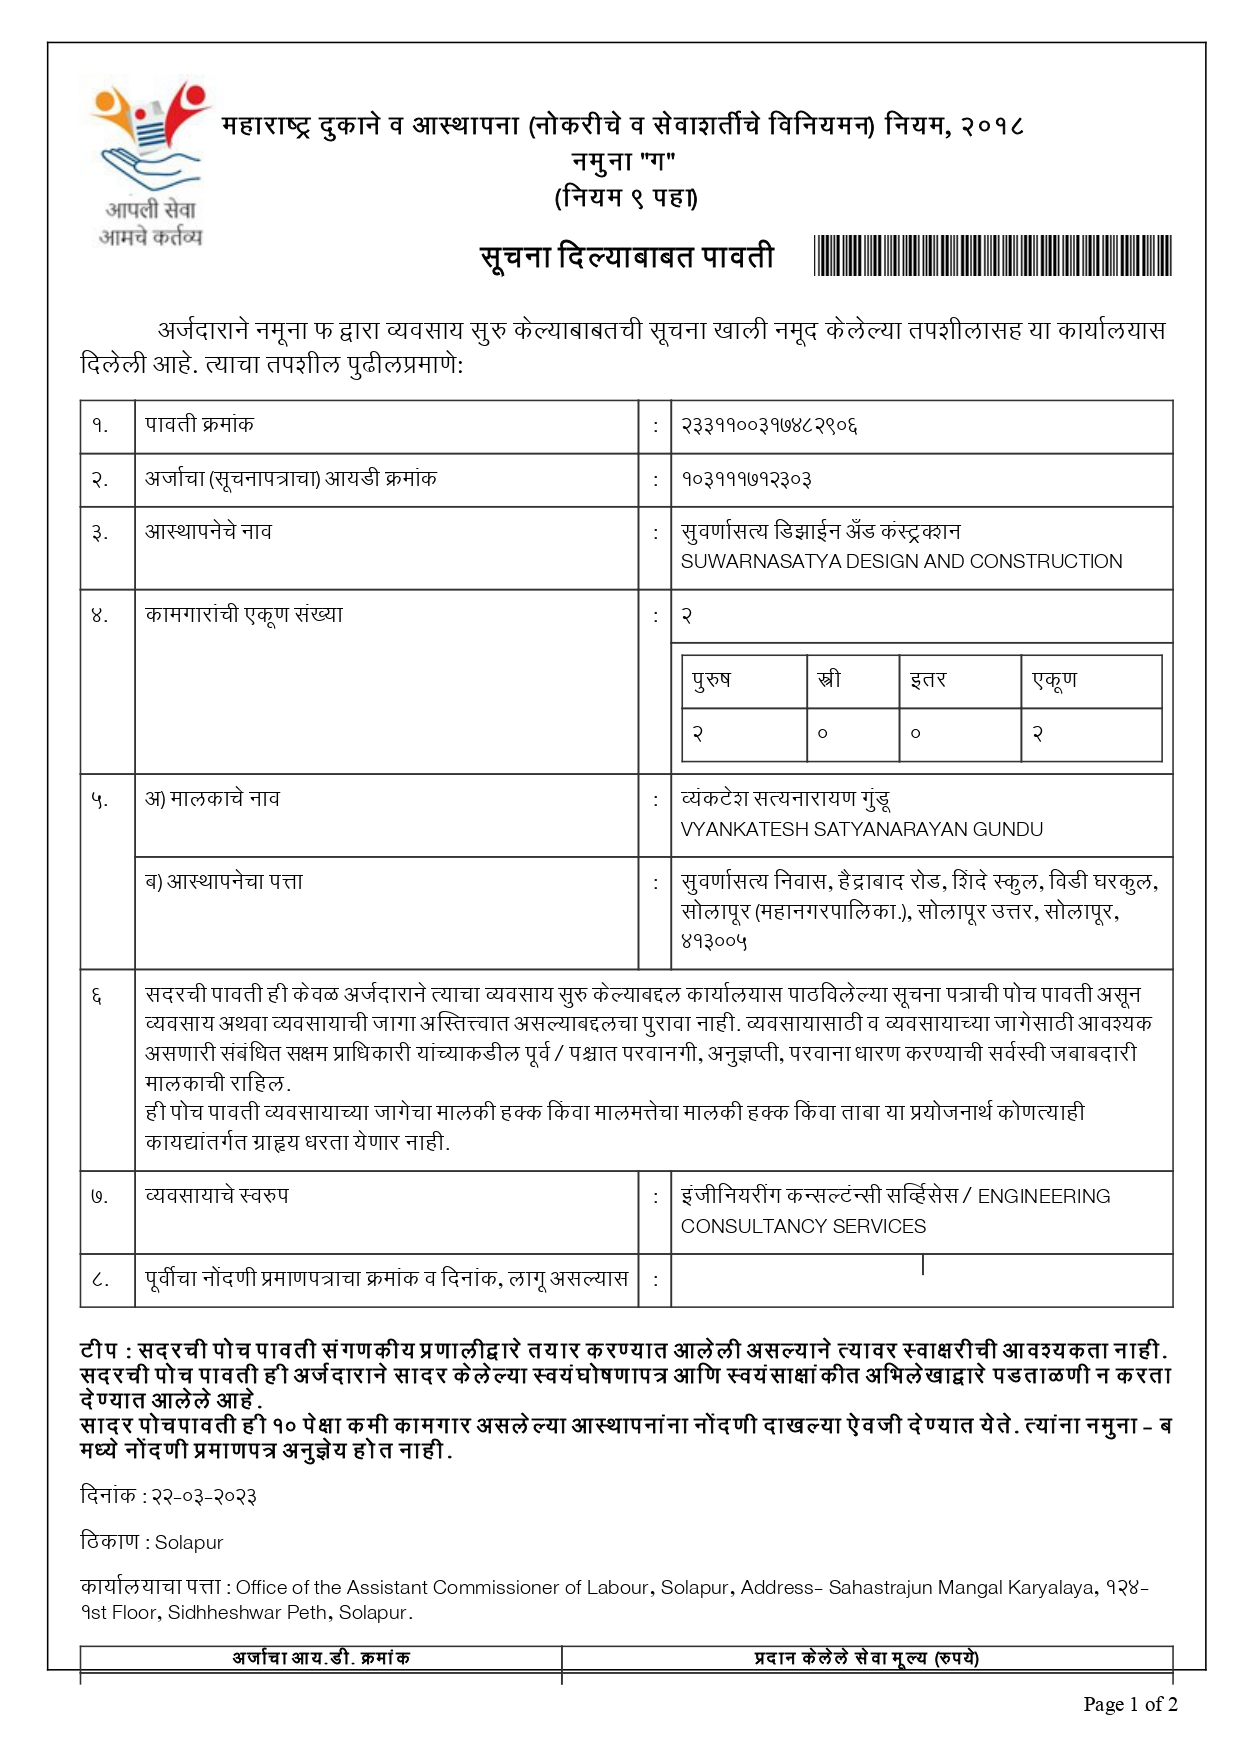 महाराष्ट्र दुकाने व आस्थापना (नोकरीचे व सेवाशर्तीचे विनियमन) नियम, २०१८
नमुना "ग"
(नियम ९ पहा)
आपली सेवा
आमचे कर्तव्य
सूचना दिल्याबाबत पावती
अर्जदाराने नमूना फ द्वारा व्यवसाय सुरु केल्याबाबतची सूचना खाली नमूद केलेल्या तपशीलासह या कार्यालयास
दिलेली आहे. त्याचा तपशील पुढीलप्रमाणे:
१. पावती क्रमांक : २३३११००३१७४८२९०६
२. अर्जाचा (सूचनापत्राचा) आयडी क्रमांक : १०३१११७१२३०३
३. आस्थापनेचे नाव : सुवर्णासत्य डिझाईन अँड कंस्ट्रक्शन
SUWARNASATYA DESIGN AND CONSTRUCTION
४. कामगारांची एकूण संख्या : २
पुरुष स्त्री इतर एकूण
२ ० ० २
५. अ) मालकाचे नाव : व्यंकटेश सत्यनारायण गुंडू
VYANKATESH SATYANARAYAN GUNDU
ब) आस्थापनेचा पत्ता : सुवर्णासत्य निवास, हैद्राबाद रोड, शिंदे स्कुल, विडी घरकुल,
सोलापूर (महानगरपालिका.), सोलापूर उत्तर, सोलापूर,
४१३००५
६ सदरची पावती ही केवळ अर्जदाराने त्याचा व्यवसाय सुरु केल्याबद्दल कार्यालयास पाठविलेल्या सूचना पत्राची पोच पावती असून
व्यवसाय अथवा व्यवसायाची जागा अस्तित्त्वात असल्याबद्दलचा पुरावा नाही. व्यवसायासाठी व व्यवसायाच्या जागेसाठी आवश्यक
असणारी संबंधित सक्षम प्राधिकारी यांच्याकडील पूर्व / पश्चात परवानगी, अनुज्ञप्ती, परवाना धारण करण्याची सर्वस्वी जबाबदारी
मालकाची राहिल.
ही पोच पावती व्यवसायाच्या जागेचा मालकी हक्क किंवा मालमत्तेचा मालकी हक्क किंवा ताबा या प्रयोजनार्थ कोणत्याही
कायद्यांतर्गत ग्राहृय धरता येणार नाही.
७. व्यवसायाचे स्वरुप : इंजीनियरींग कन्सल्टंन्सी सर्व्हिसेस / ENGINEERING
CONSULTANCY SERVICES
८. पूर्वीचा नोंदणी प्रमाणपत्राचा क्रमांक व दिनांक, लागू असल्यास :
टीप : सदरची पोच पावती संगणकीय प्रणालीद्वारे तयार करण्यात आलेली असल्याने त्यावर स्वाक्षरीची आवश्यकता नाही.
सदरची पोच पावती ही अर्जदाराने सादर केलेल्या स्वयंघोषणापत्र आणि स्वयंसाक्षांकीत अभिलेखाद्वारे पडताळणी न करता
देण्यात आलेले आहे.
सादर पोचपावती ही १० पेक्षा कमी कामगार असलेल्या आस्थापनांना नोंदणी दाखल्या ऐवजी देण्यात येते. त्यांना नमुना - ब
मध्ये नोंदणी प्रमाणपत्र अनुज्ञेय होत नाही.
दिनांक : २२-०३-२०२३
ठिकाण : Solapur
कार्यालयाचा पत्ता : Office of the Assistant Commissioner of Labour, Solapur, Address- Sahastrajun Mangal Karyalaya, १२४-
१st Floor, Sidhheshwar Peth, Solapur.
अर्जाचा आय.डी. क्रमांक प्रदान केलेले सेवा मूल्य (रुपये)
Page 1 of 2